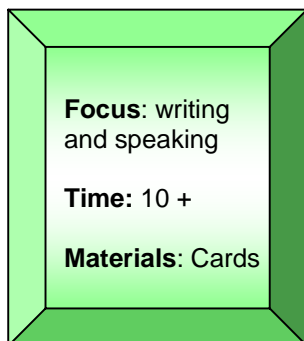 Focus: writing
and speaking
Time: 10 +
Materials: Cards